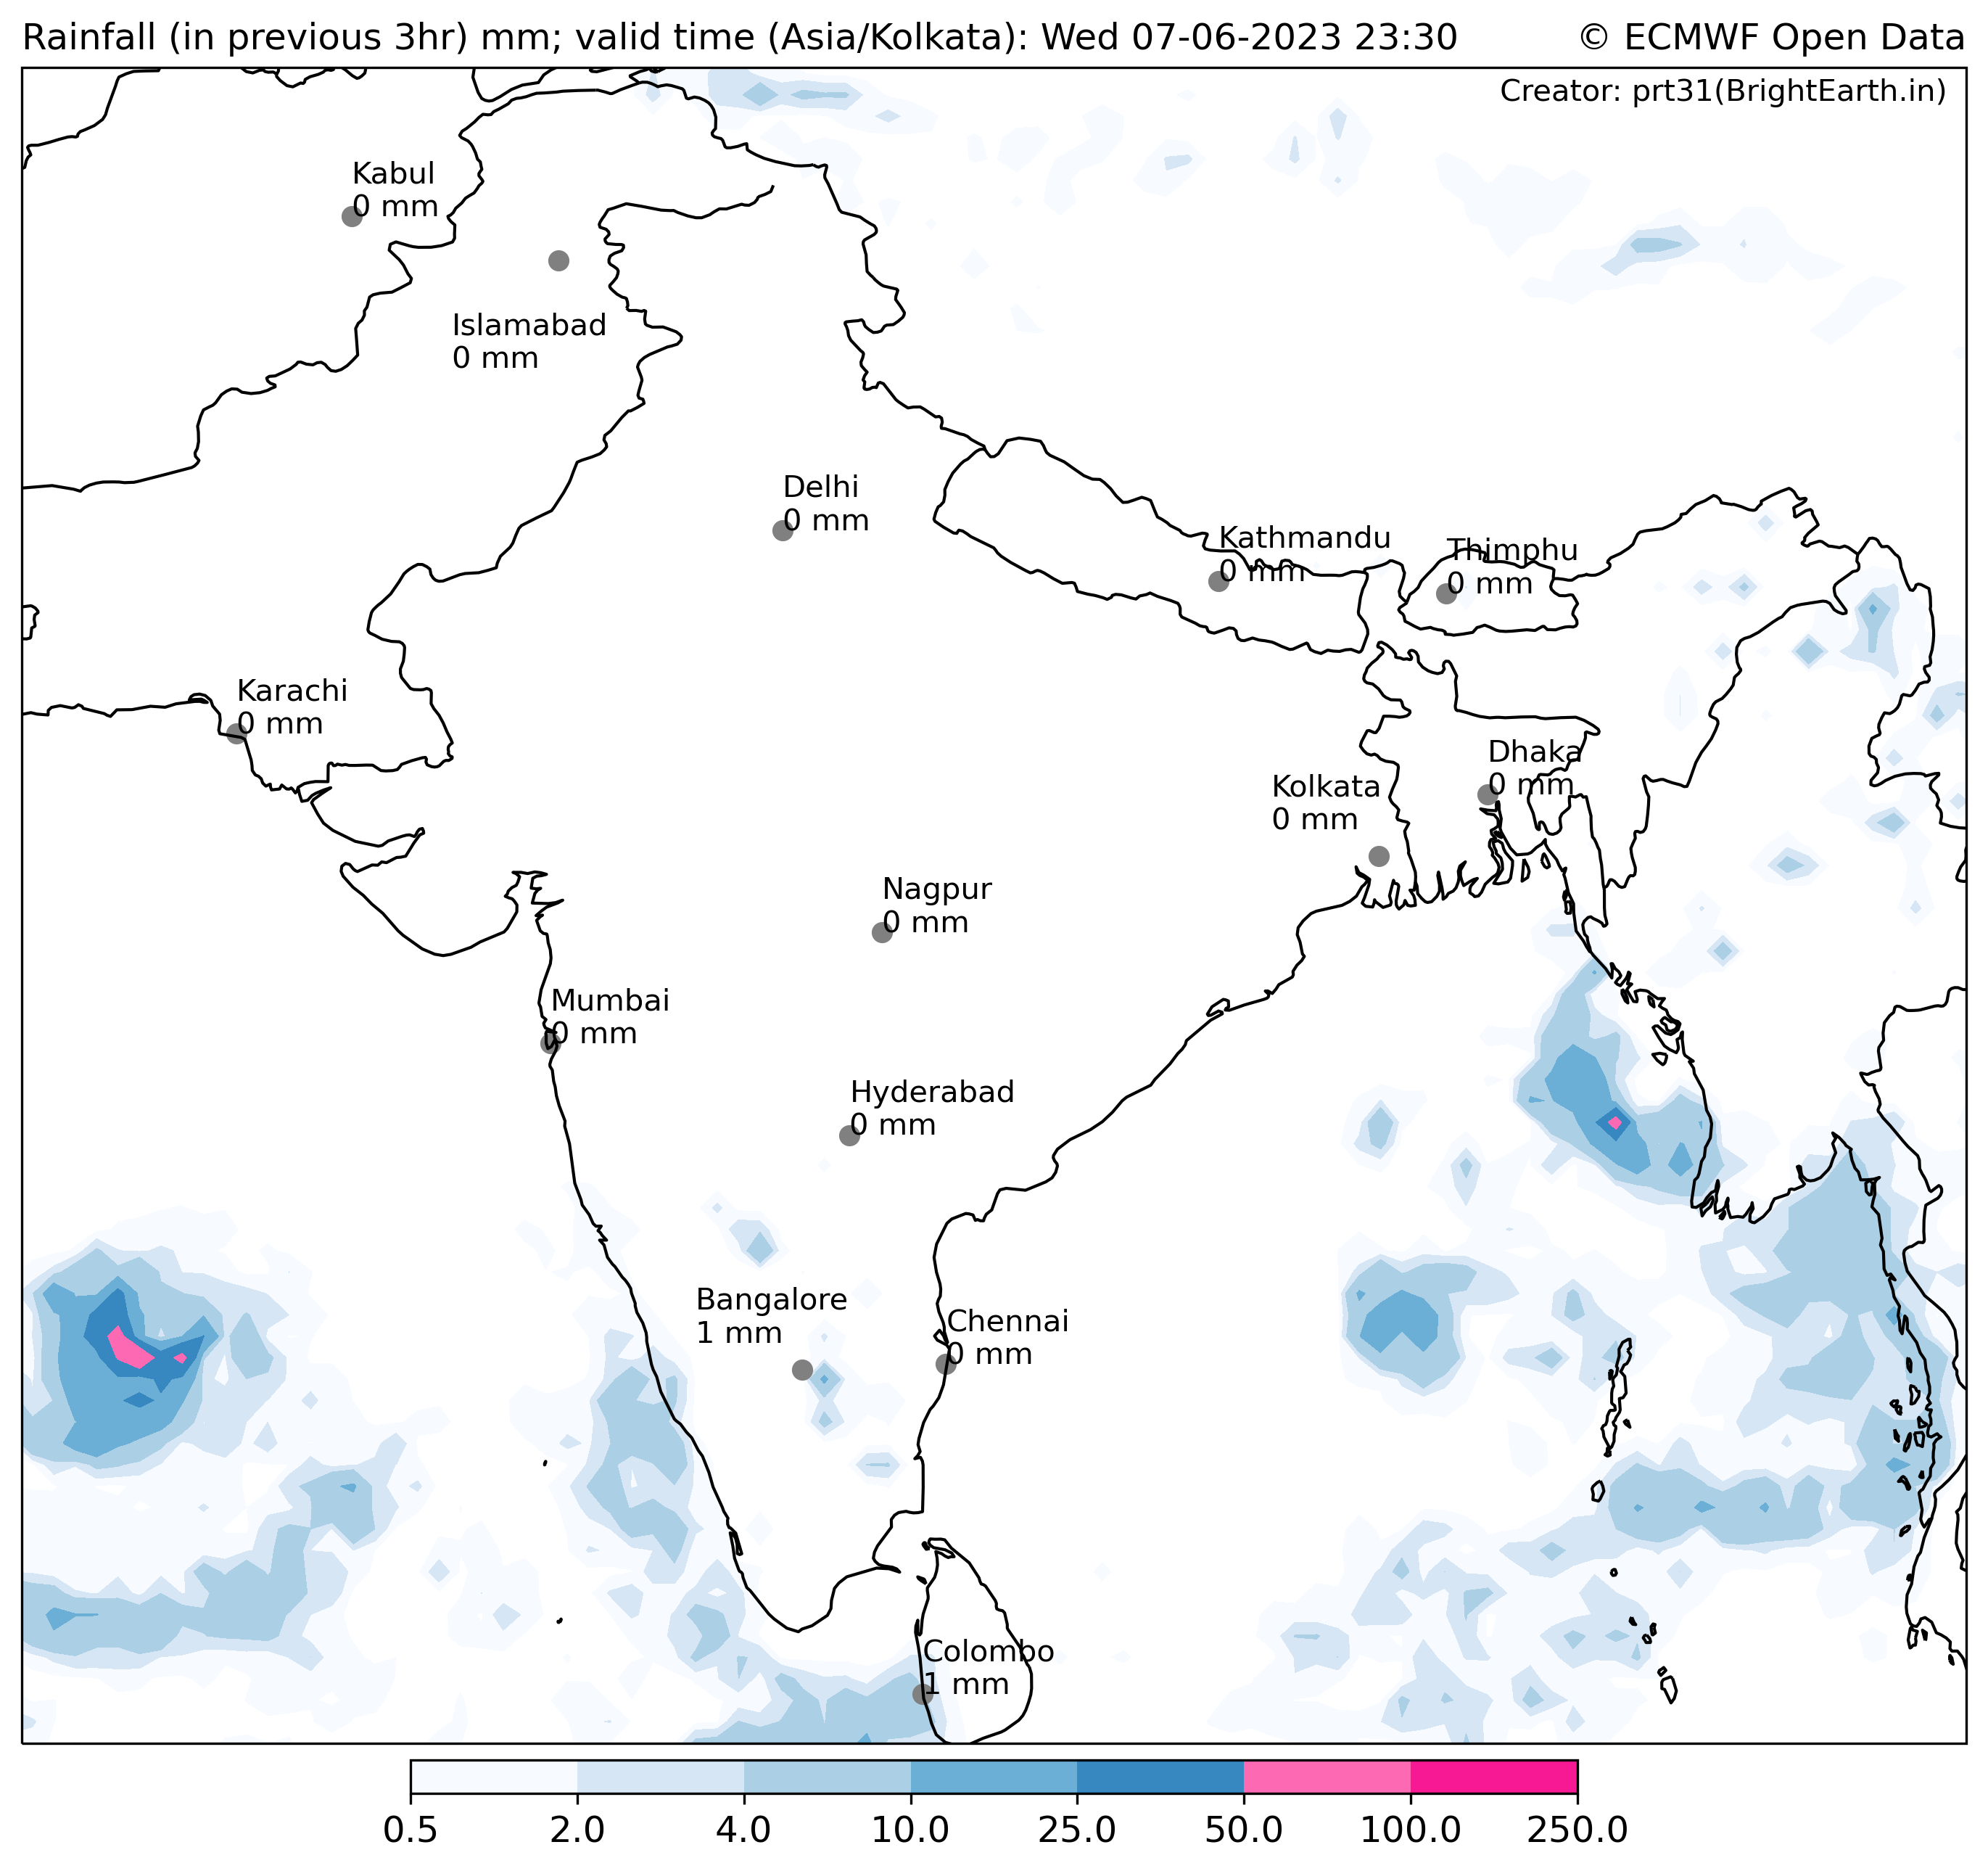 Rainfall (in previous 3hr) mm; valid time (Asia/Kolkata): Wed 07-06-2023 23:30
© ECMWF Open Data
Creator: prt31(BrightEarth.in)
Kabul
0 mm
Islamabad
0 mm
Delhi
0 mm
Kathmandu
0 mm
Thimphu
0 mm
Karachi
0 mm
Dhaka
0 mm
Kolkata
0 mm
Nagpur
0 mm
Mumbai
0 mm
Hyderabad
0 mm
Bangalore
1 mm
Chennai
0 mm
Colombo
1 mm
0.5 2.0 4.0 10.0 25.0 50.0 100.0 250.0